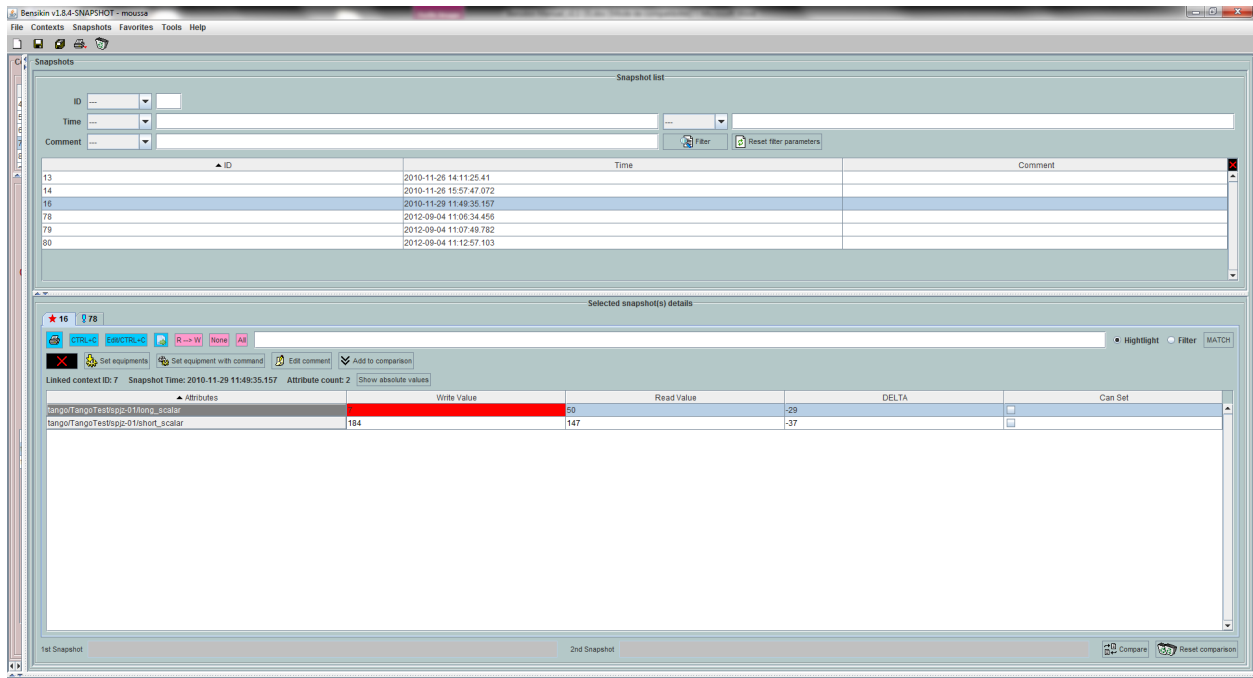 Bensikin v1.8.4-SNAPSHOT - moussa
File Contexts Snapshots Favorites Tools Help
Snapshots
Snapshot list
ID ---
Time --- ---
Comment --- Filter Reset filter parameters
ID Time Comment
13 2010-11-26 14:11:25.41
14 2010-11-26 15:57:47.072
16 2010-11-29 11:49:35.157
78 2012-09-04 11:06:34.456
79 2012-09-04 11:07:49.782
80 2012-09-04 11:12:57.103
Selected snapshot(s) details
16 78
CTRL+C Edit/CTRL+C R --> W None All Hightlight Filter MATCH
Set equipments Set equipment with command Edit comment Add to comparison
Linked context ID: 7 Snapshot Time: 2010-11-29 11:49:35.157 Attribute count: 2 Show absolute values
Attributes Write Value Read Value DELTA Can Set
tango/TangoTest/spjz-01/long_scalar 50 -29
tango/TangoTest/spjz-01/short_scalar 184 147 -37
1st Snapshot 2nd Snapshot Compare Reset comparison